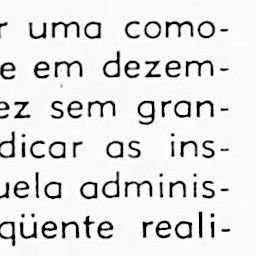 r uma como-
e em dezem-
ez sem gran-
dicar as ins-
uela adminis-
qüente reali-